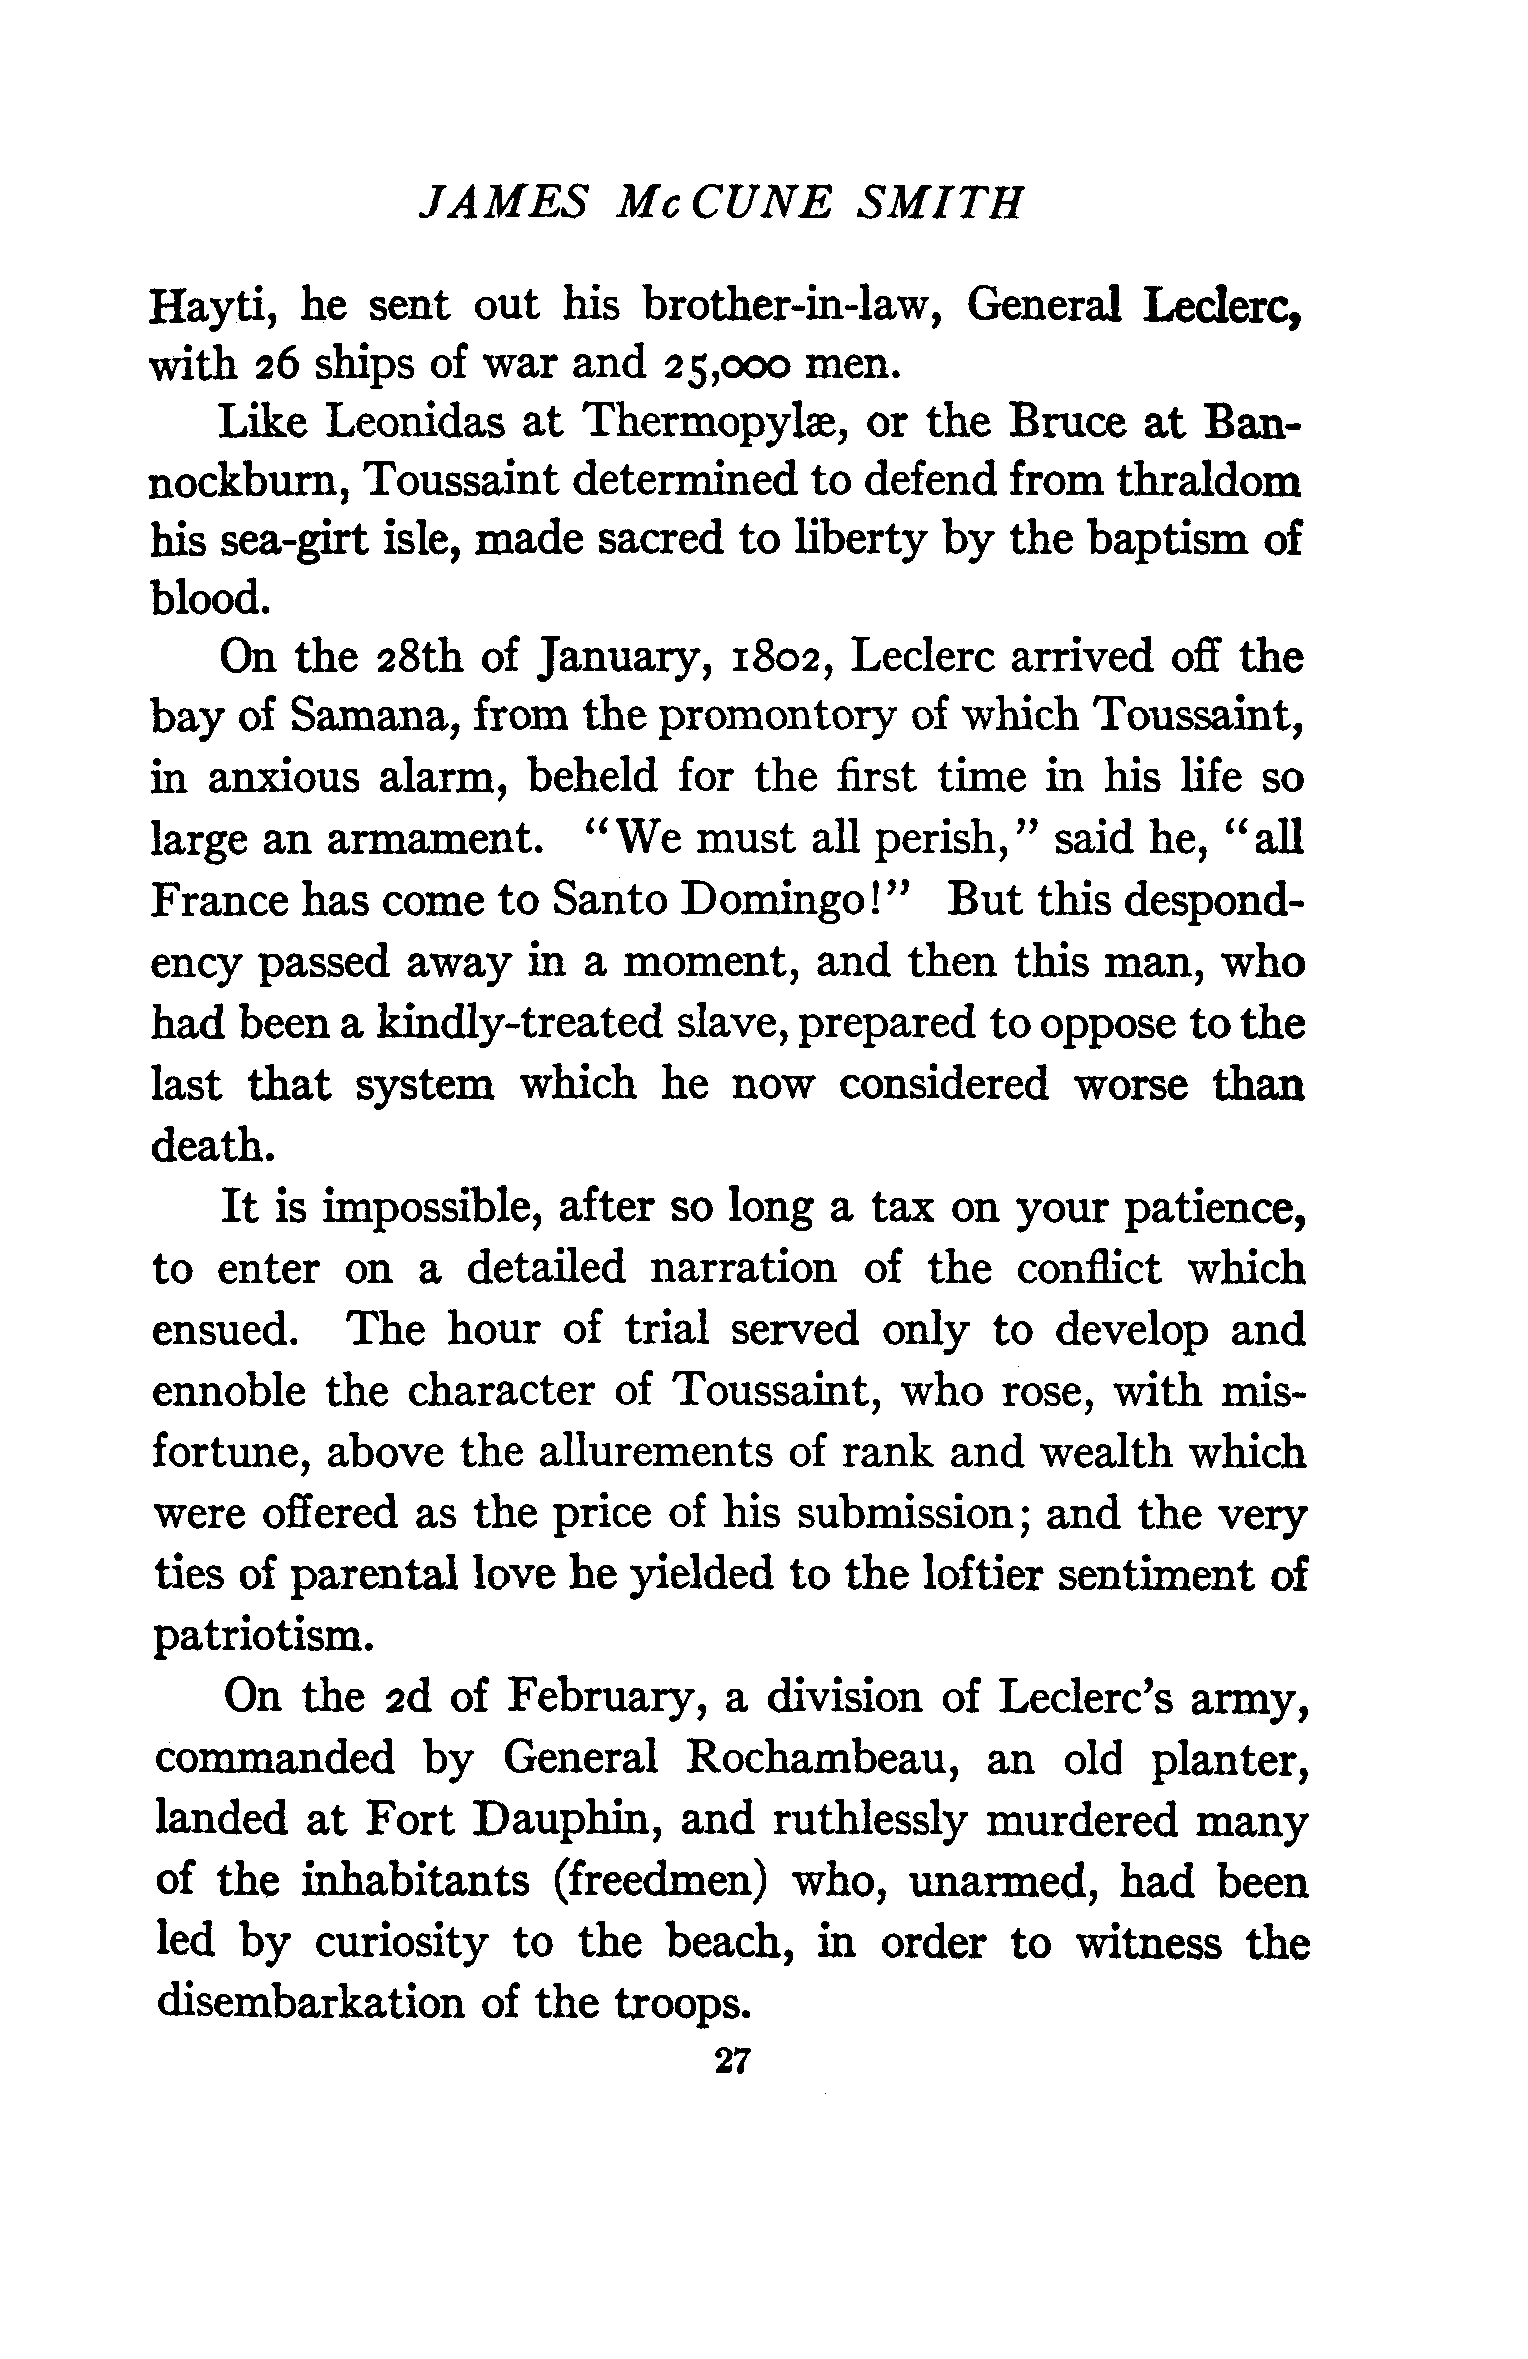 JAMES McCUNE SMITH
Hayti, he sent out his brother-in-law, General Leclerc,
with 26 ships of war and 25,000 men.
Like Leonidas at Thermopylæ, or the Bruce at Ban-
nockburn, Toussaint determined to defend from thraldom
his sea-girt isle, made sacred to liberty by the baptism of
blood.
On the 28th of January, 1802, Leclerc arrived off the
bay of Samana, from the promontory of which Toussaint,
in anxious alarm, beheld for the first time in his life so
large an armament. “We must all perish,” said he, “all
France has come to Santo Domingo!” But this despond-
ency passed away in a moment, and then this man, who
had been a kindly-treated slave, prepared to oppose to the
last that system which he now considered worse than
death.
It is impossible, after so long a tax on your patience,
to enter on a detailed narration of the conflict which
ensued. The hour of trial served only to develop and
ennoble the character of Toussaint, who rose, with mis-
fortune, above the allurements of rank and wealth which
were offered as the price of his submission; and the very
ties of parental love he yielded to the loftier sentiment of
patriotism.
On the 2d of February, a division of Leclerc’s army,
commanded by General Rochambeau, an old planter,
landed at Fort Dauphin, and ruthlessly murdered many
of the inhabitants (freedmen) who, unarmed, had been
led by curiosity to the beach, in order to witness the
disembarkation of the troops.
27